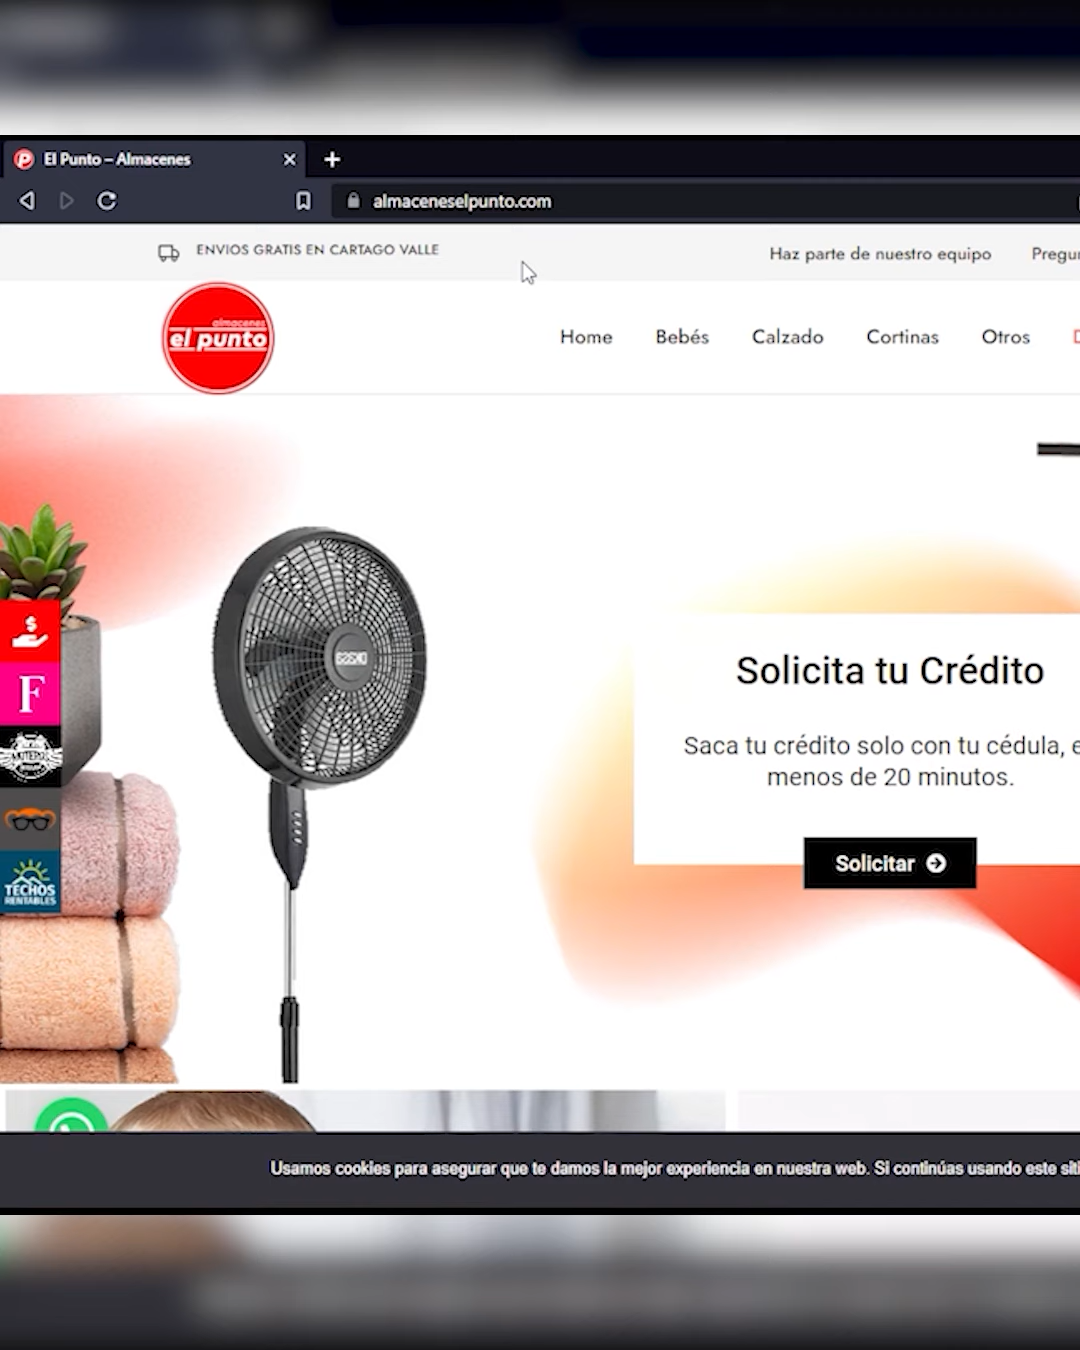 El Punto – Almacenes
almaceneselpunto.com
ENVIOS GRATIS EN CARTAGO VALLE
Haz parte de nuestro equipo
almacenes
el punto
Home Bebés Calzado Cortinas Otros
Solicita tu Crédito
Saca tu crédito solo con tu cédula,
menos de 20 minutos.
Solicitar
$
F
TECHOS
RENTABLES
Usamos cookies para asegurar que te damos la mejor experiencia en nuestra web. Si continúas usando este